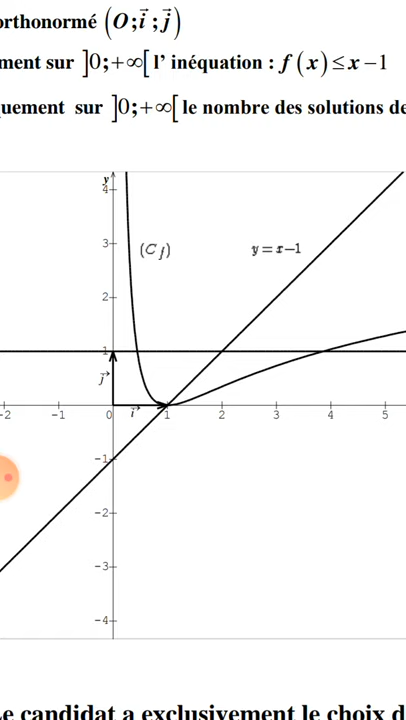 orthonormé (O ; i⃗ ; j⃗)
ment sur ]0;+∞[ l' inéquation : f (x) ≤ x −1
uement sur ]0;+∞[ le nombre des solutions de
y
4
3
(C f) y = x−1
2
1
j⃗
-2 -1 0 i⃗ 1 2 3 4 5
-1
-2
-3
-4
Le candidat a exclusivement le choix d